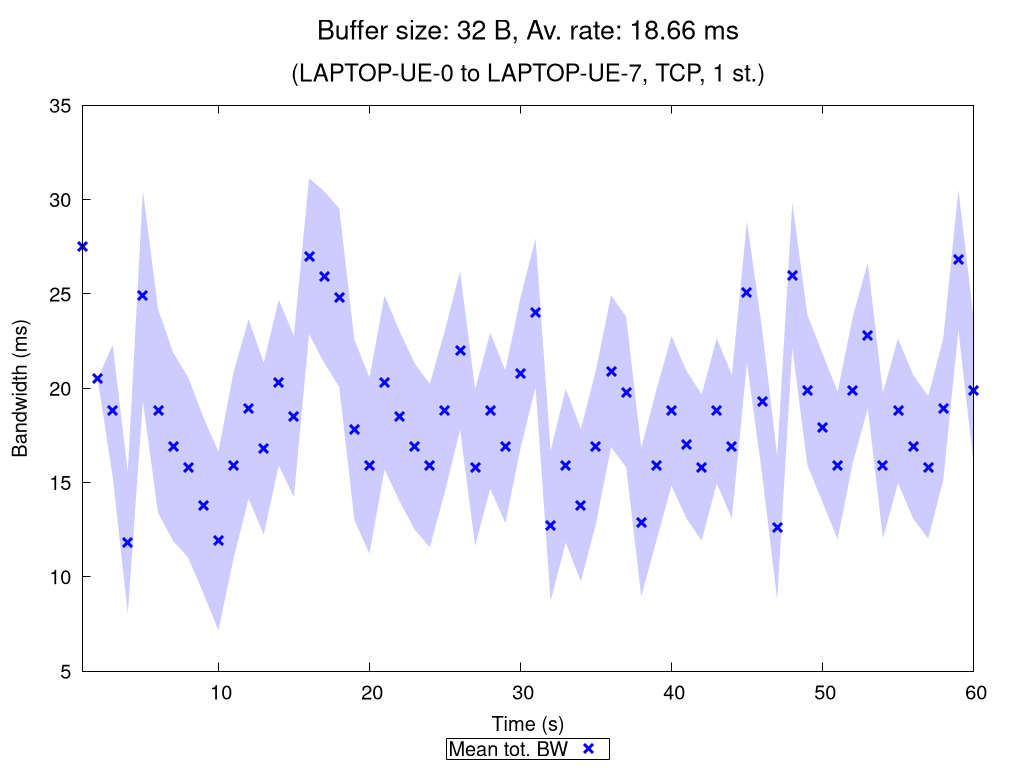 Buffer size: 32 B, Av. rate: 18.66 ms
(LAPTOP-UE-0 to LAPTOP-UE-7, TCP, 1 st.)
35
30
25
20
15
10
5
Bandwidth (ms)
10 20 30 40 50 60
Time (s)
Mean tot. BW